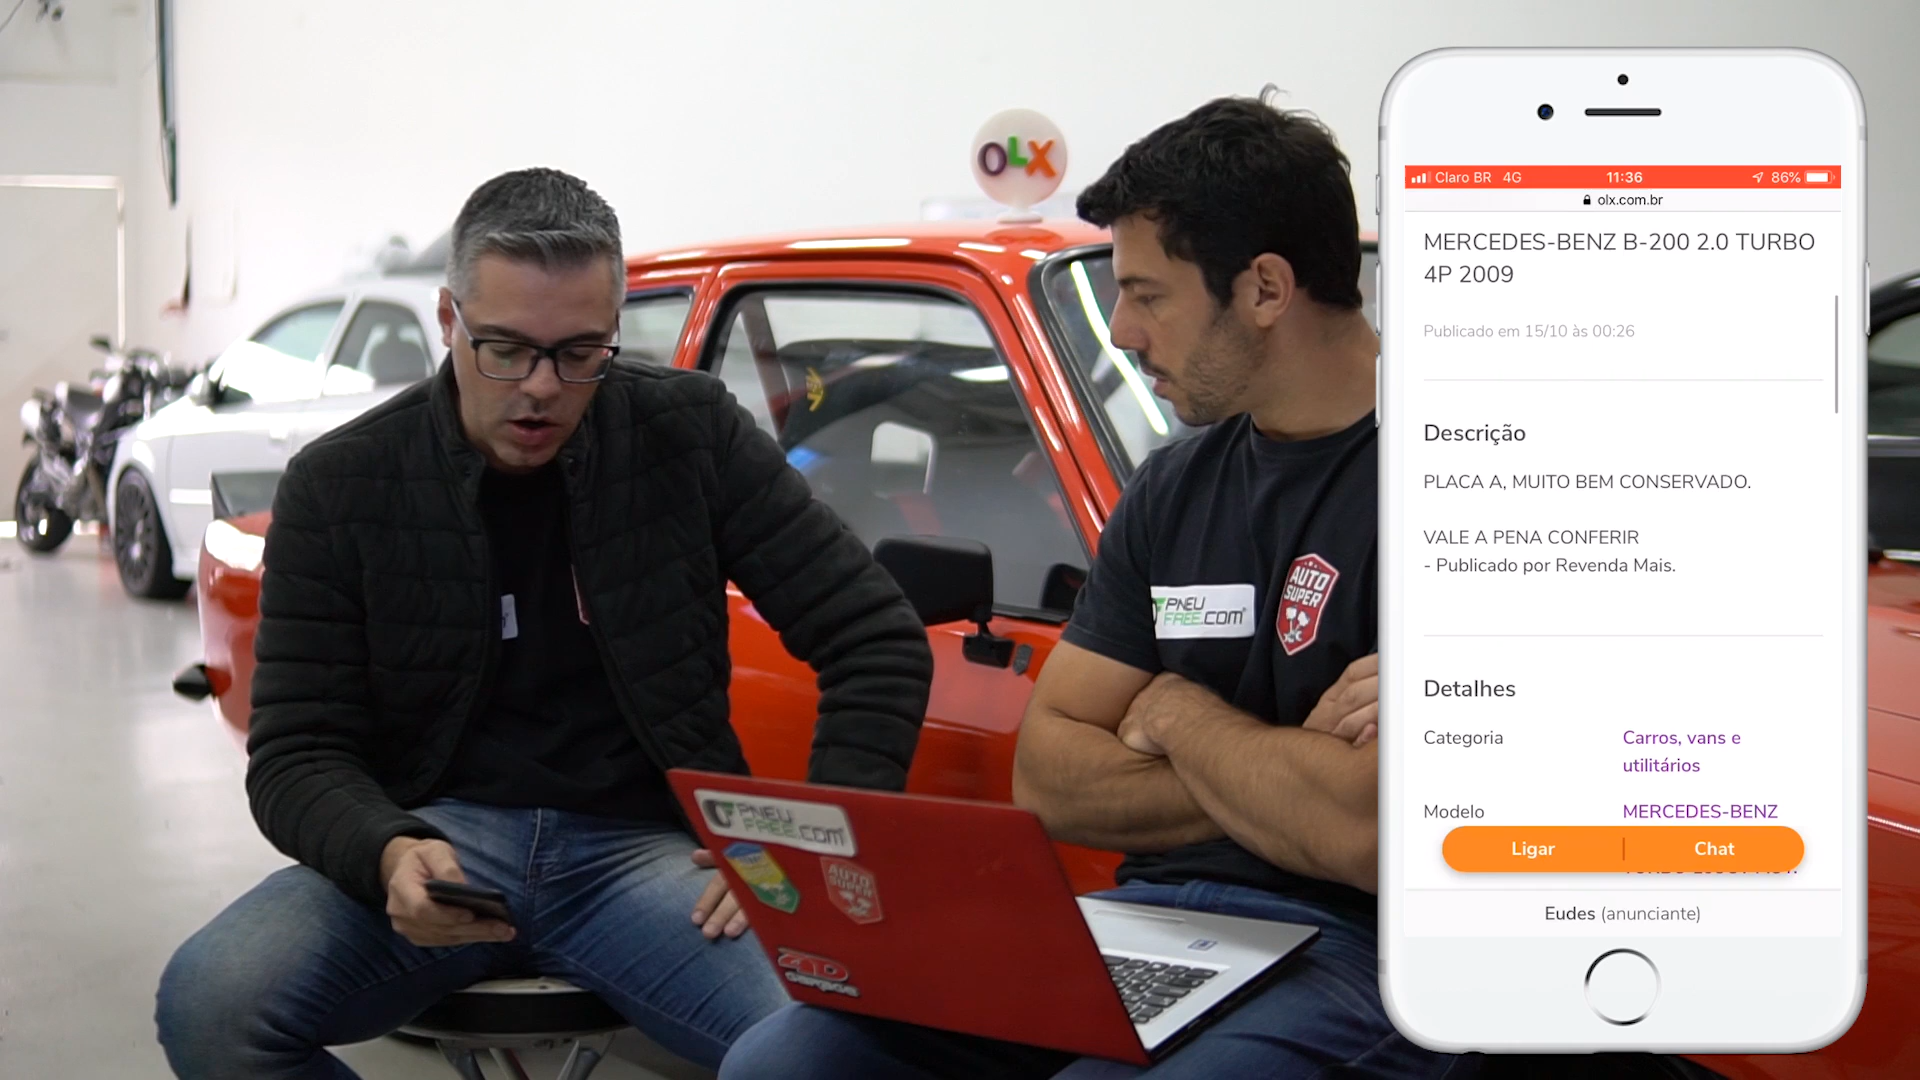 OLX
PNEU
FREE.COM
AUTO
SUPER
PNEU
FREE.COM
AUTO
SUPER
Garage
Claro BR 4G 11:36 86%
olx.com.br
MERCEDES-BENZ B-200 2.0 TURBO
4P 2009
Publicado em 15/10 às 00:26
Descrição
PLACA A, MUITO BEM CONSERVADO.
VALE A PENA CONFERIR
- Publicado por Revenda Mais.
Detalhes
Categoria Carros, vans e
utilitários
Modelo MERCEDES-BENZ
Ligar Chat
Eudes (anunciante)